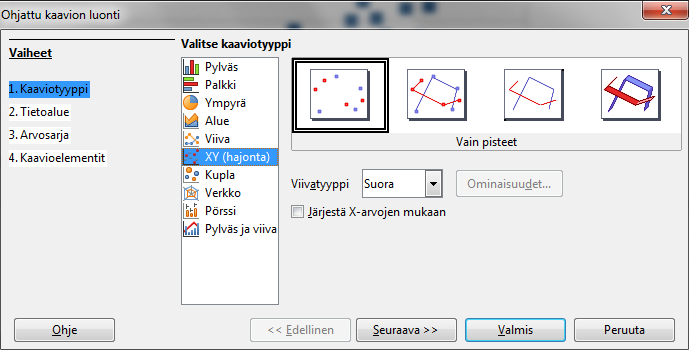 Ohjattu kaavion luonti
Vaiheet
1. Kaaviotyyppi
2. Tietoalue
3. Arvosarja
4. Kaavioelementit
Valitse kaaviotyyppi
Pylväs
Palkki
Ympyrä
Alue
Viiva
XY (hajonta)
Kupla
Verkko
Pörssi
Pylväs ja viiva
Vain pisteet
Viivatyyppi
Suora
Ominaisuudet...
Järjestä X-arvojen mukaan
Ohje
<< Edellinen
Seuraava >>
Valmis
Peruuta